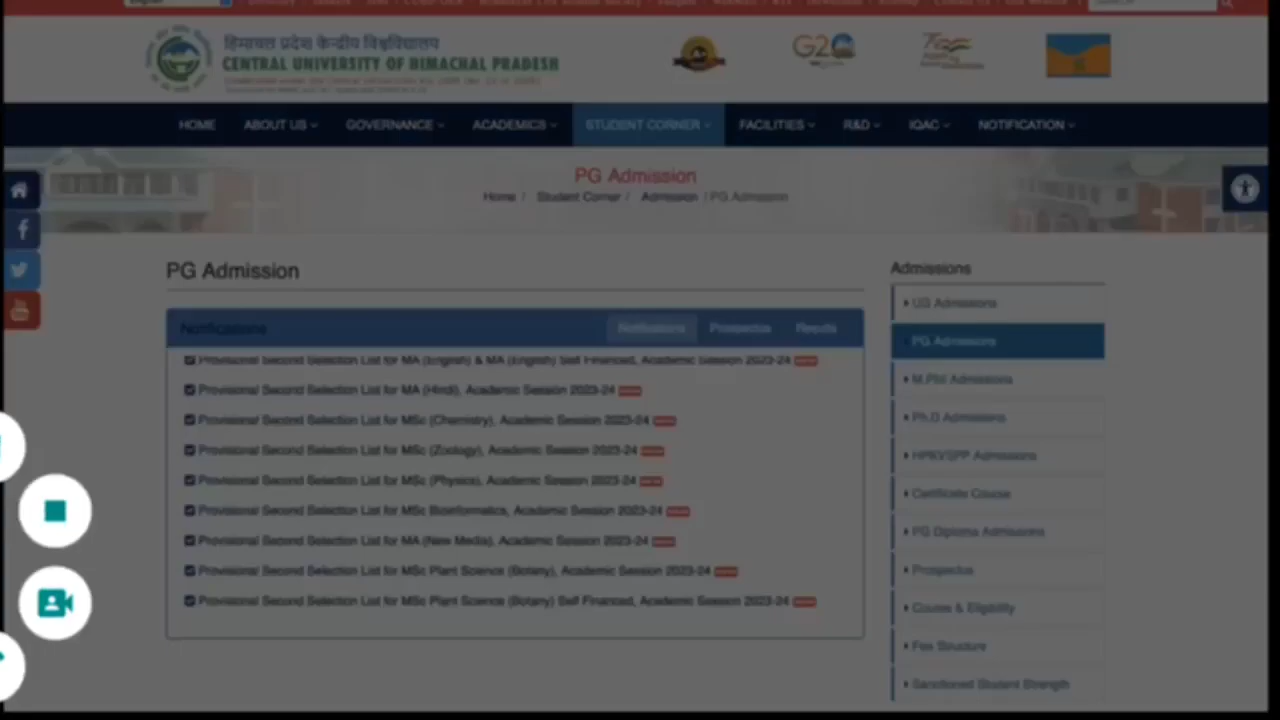 हिमाचल प्रदेश केन्द्रीय विश्वविद्यालय
CENTRAL UNIVERSITY OF HIMACHAL PRADESH
G20
HOME ABOUT US GOVERNANCE ACADEMICS STUDENT CORNER FACILITIES R&D IQAC NOTIFICATION
PG Admission
Home / Student Corner / Admission / PG Admission
PG Admission
Notifications Notifications Prospectus Results
Provisional Second Selection List for MA (English) & MA (English) Self Financed, Academic Session 2023-24
Provisional Second Selection List for MA (Hindi), Academic Session 2023-24
Provisional Second Selection List for MSc (Chemistry), Academic Session 2023-24
Provisional Second Selection List for MSc (Zoology), Academic Session 2023-24
Provisional Second Selection List for MSc (Physics), Academic Session 2023-24
Provisional Second Selection List for MSc Bioinformatics, Academic Session 2023-24
Provisional Second Selection List for MA (New Media), Academic Session 2023-24
Provisional Second Selection List for MSc Plant Science (Botany), Academic Session 2023-24
Provisional Second Selection List for MSc Plant Science (Botany) Self Financed, Academic Session 2023-24
Admissions
UG Admissions
PG Admissions
M.Phil Admissions
Ph.D Admissions
HPKVSPP Admissions
Certificate Course
PG Diploma Admissions
Prospectus
Course & Eligibility
Fee Structure
Sanctioned Student Strength